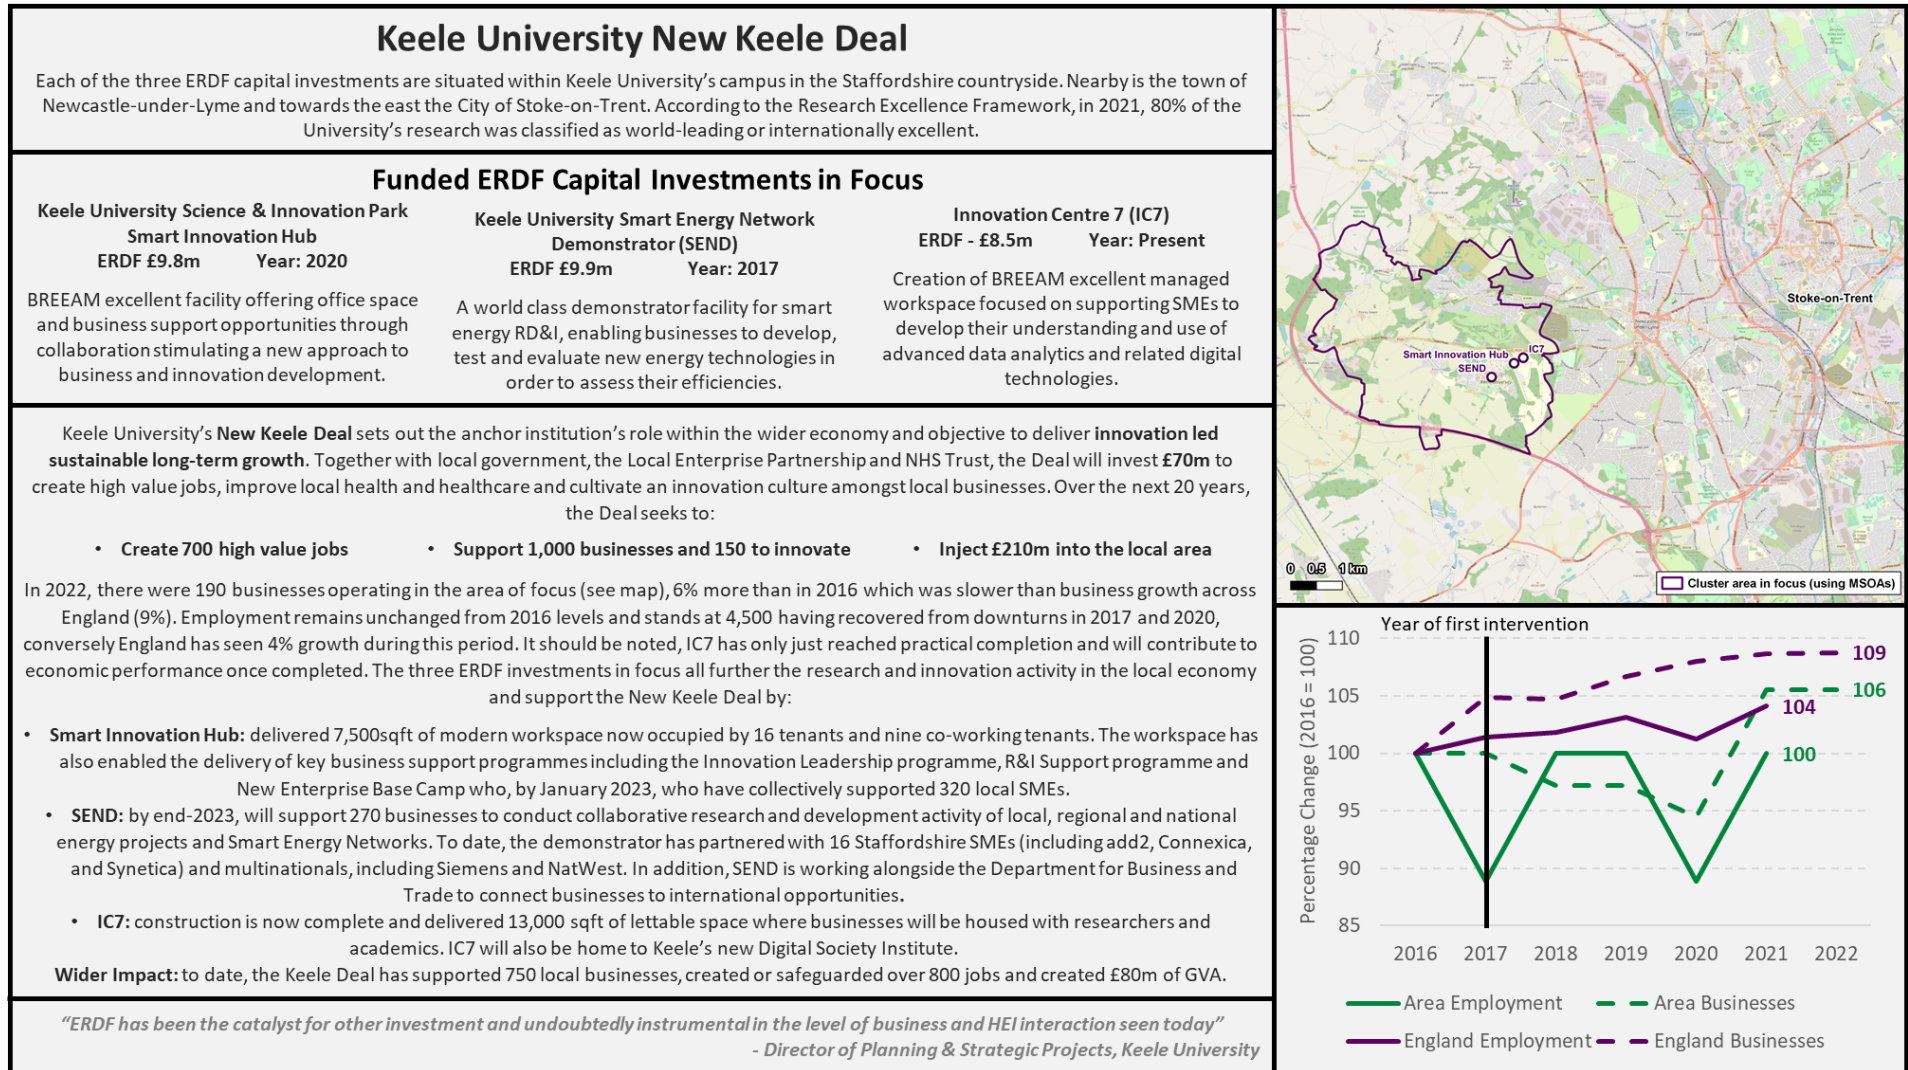 Keele University New Keele Deal
Each of the three ERDF capital investments are situated within Keele University's campus in the Staffordshire countryside. Nearby is the town of
Newcastle-under-Lyme and towards the east the City of Stoke-on-Trent. According to the Research Excellence Framework, in 2021, 80% of the
University's research was classified as world-leading or internationally excellent.
Funded ERDF Capital Investments in Focus
Keele University Science & Innovation Park
Smart Innovation Hub
ERDF £9.8m Year: 2020
BREEAM excellent facility offering office space
and business support opportunities through
collaboration stimulating a new approach to
business and innovation development.
Keele University Smart Energy Network
Demonstrator (SEND)
ERDF £9.9m Year: 2017
A world class demonstrator facility for smart
energy RD&I, enabling businesses to develop,
test and evaluate new energy technologies in
order to assess their efficiencies.
Innovation Centre 7 (IC7)
ERDF - £8.5m Year: Present
Creation of BREEAM excellent managed
workspace focused on supporting SMEs to
develop their understanding and use of
advanced data analytics and related digital
technologies.
Keele University's New Keele Deal sets out the anchor institution's role within the wider economy and objective to deliver innovation led
sustainable long-term growth. Together with local government, the Local Enterprise Partnership and NHS Trust, the Deal will invest £70m to
create high value jobs, improve local health and healthcare and cultivate an innovation culture amongst local businesses. Over the next 20 years,
the Deal seeks to:
• Create 700 high value jobs • Support 1,000 businesses and 150 to innovate • Inject £210m into the local area
In 2022, there were 190 businesses operating in the area of focus (see map), 6% more than in 2016 which was slower than business growth across
England (9%). Employment remains unchanged from 2016 levels and stands at 4,500 having recovered from downturns in 2017 and 2020,
conversely England has seen 4% growth during this period. It should be noted, IC7 has only just reached practical completion and will contribute to
economic performance once completed. The three ERDF investments in focus all further the research and innovation activity in the local economy
and support the New Keele Deal by:
• Smart Innovation Hub: delivered 7,500sqft of modern workspace now occupied by 16 tenants and nine co-working tenants. The workspace has
also enabled the delivery of key business support programmes including the Innovation Leadership programme, R&I Support programme and
New Enterprise Base Camp who, by January 2023, who have collectively supported 320 local SMEs.
• SEND: by end-2023, will support 270 businesses to conduct collaborative research and development activity of local, regional and national
energy projects and Smart Energy Networks. To date, the demonstrator has partnered with 16 Staffordshire SMEs (including add2, Connexica,
and Synetica) and multinationals, including Siemens and NatWest. In addition, SEND is working alongside the Department for Business and
Trade to connect businesses to international opportunities.
• IC7: construction is now complete and delivered 13,000 sqft of lettable space where businesses will be housed with researchers and
academics. IC7 will also be home to Keele's new Digital Society Institute.
Wider Impact: to date, the Keele Deal has supported 750 local businesses, created or safeguarded over 800 jobs and created £80m of GVA.
"ERDF has been the catalyst for other investment and undoubtedly instrumental in the level of business and HEI interaction seen today"
- Director of Planning & Strategic Projects, Keele University
Stoke-on-Trent
IC7
Smart Innovation Hub
SEND
0 0.5 1 km
Cluster area in focus (using MSOAs)
Year of first intervention
Percentage Change (2016 = 100)
110
105
100
95
90
85
109
106
104
100
2016 2017 2018 2019 2020 2021 2022
Area Employment Area Businesses
England Employment England Businesses